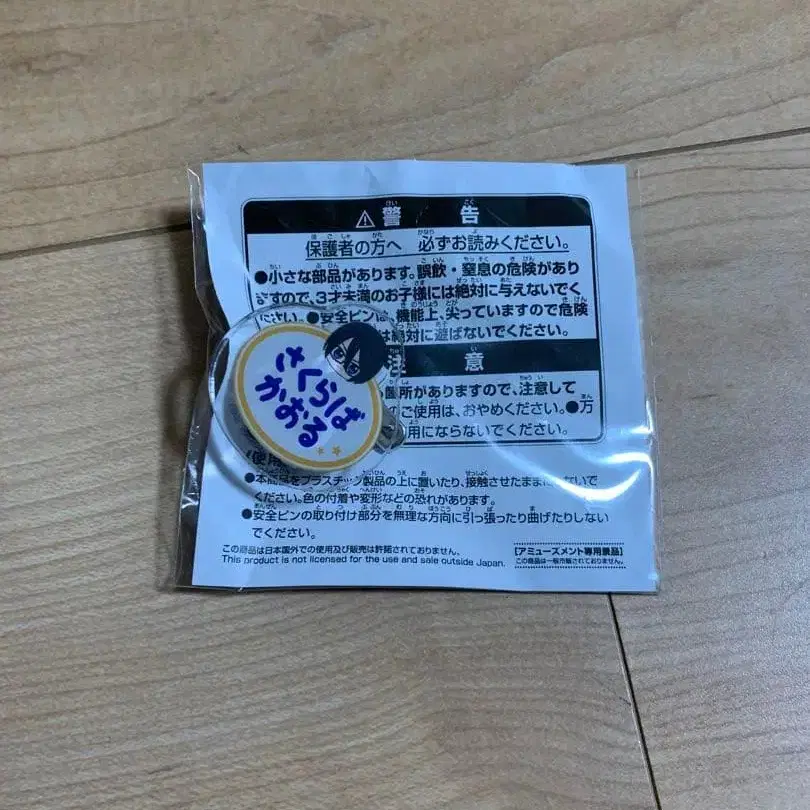 ⚠警告
保護者の方へ 必ずお読みください。
●小さな部品があります。誤飲・窒息の危険があり
ますので、3才未満のお子様には絶対に与えないでく
ださい。●安全ピンは、機能上、尖っていますので危険
は絶対に遊ばないでください。
注意
箇所がありますので、注意して
ご使用は、おやめください。●万
利用にならないでください。
さくらば
かおる
●本商品をプラスチック製品の上に置いたり、接触させたままにしないで
ください。色の付着や変形などの恐れがあります。
●安全ピンの取り付け部分を無理な方向に引っ張ったり曲げたりしない
でください。
この商品は日本国外での使用及び販売は許諾されておりません。
This product is not licensed for the use and sale outside Japan.
[アミューズメント専用景品]
この商品は一般市販されておりません。